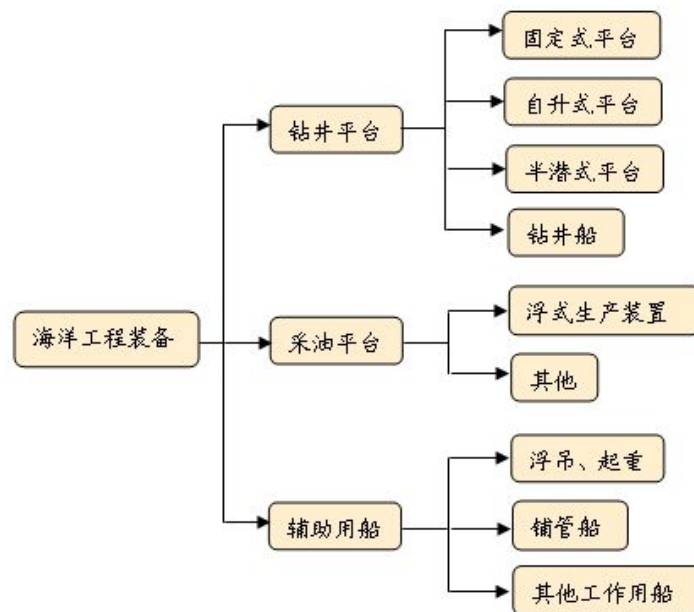 海洋工程装备
钻井平台
固定式平台
自升式平台
半潜式平台
钻井船
采油平台
浮式生产装置
其他
辅助用船
浮吊、起重
铺管船
其他工作用船